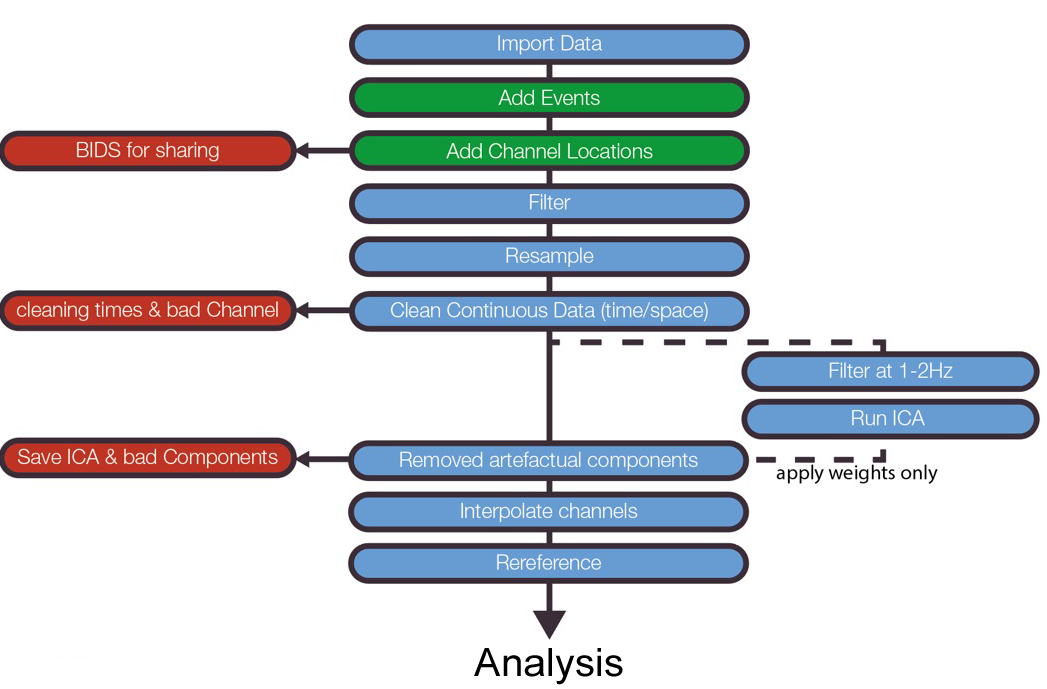 Import Data
Add Events
BIDS for sharing
Add Channel Locations
Filter
Resample
cleaning times & bad Channel
Clean Continuous Data (time/space)
Filter at 1-2Hz
Run ICA
Save ICA & bad Components
Removed artefactual components
apply weights only
Interpolate channels
Rereference
Analysis